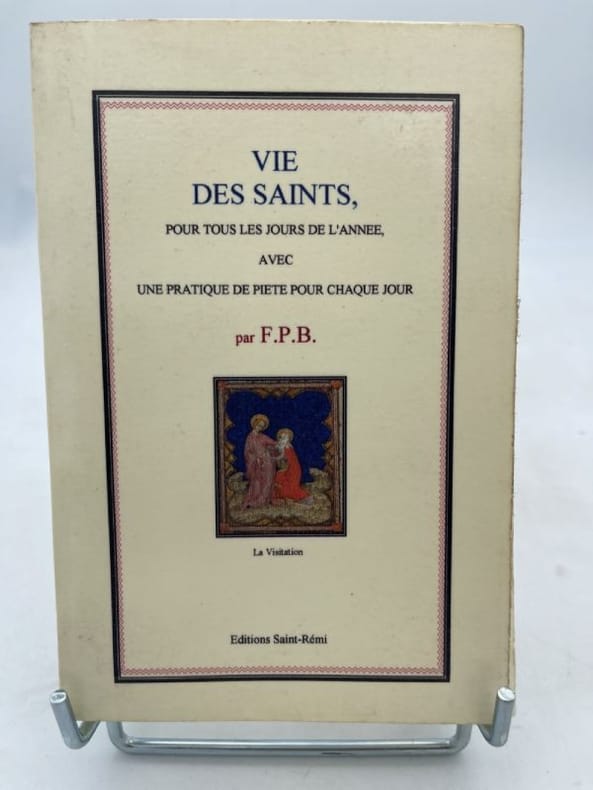 VIE
DES SAINTS,
POUR TOUS LES JOURS DE L'ANNEE,
AVEC
UNE PRATIQUE DE PIETE POUR CHAQUE JOUR
par F.P.B.
La Visitation
Editions Saint-Rémi